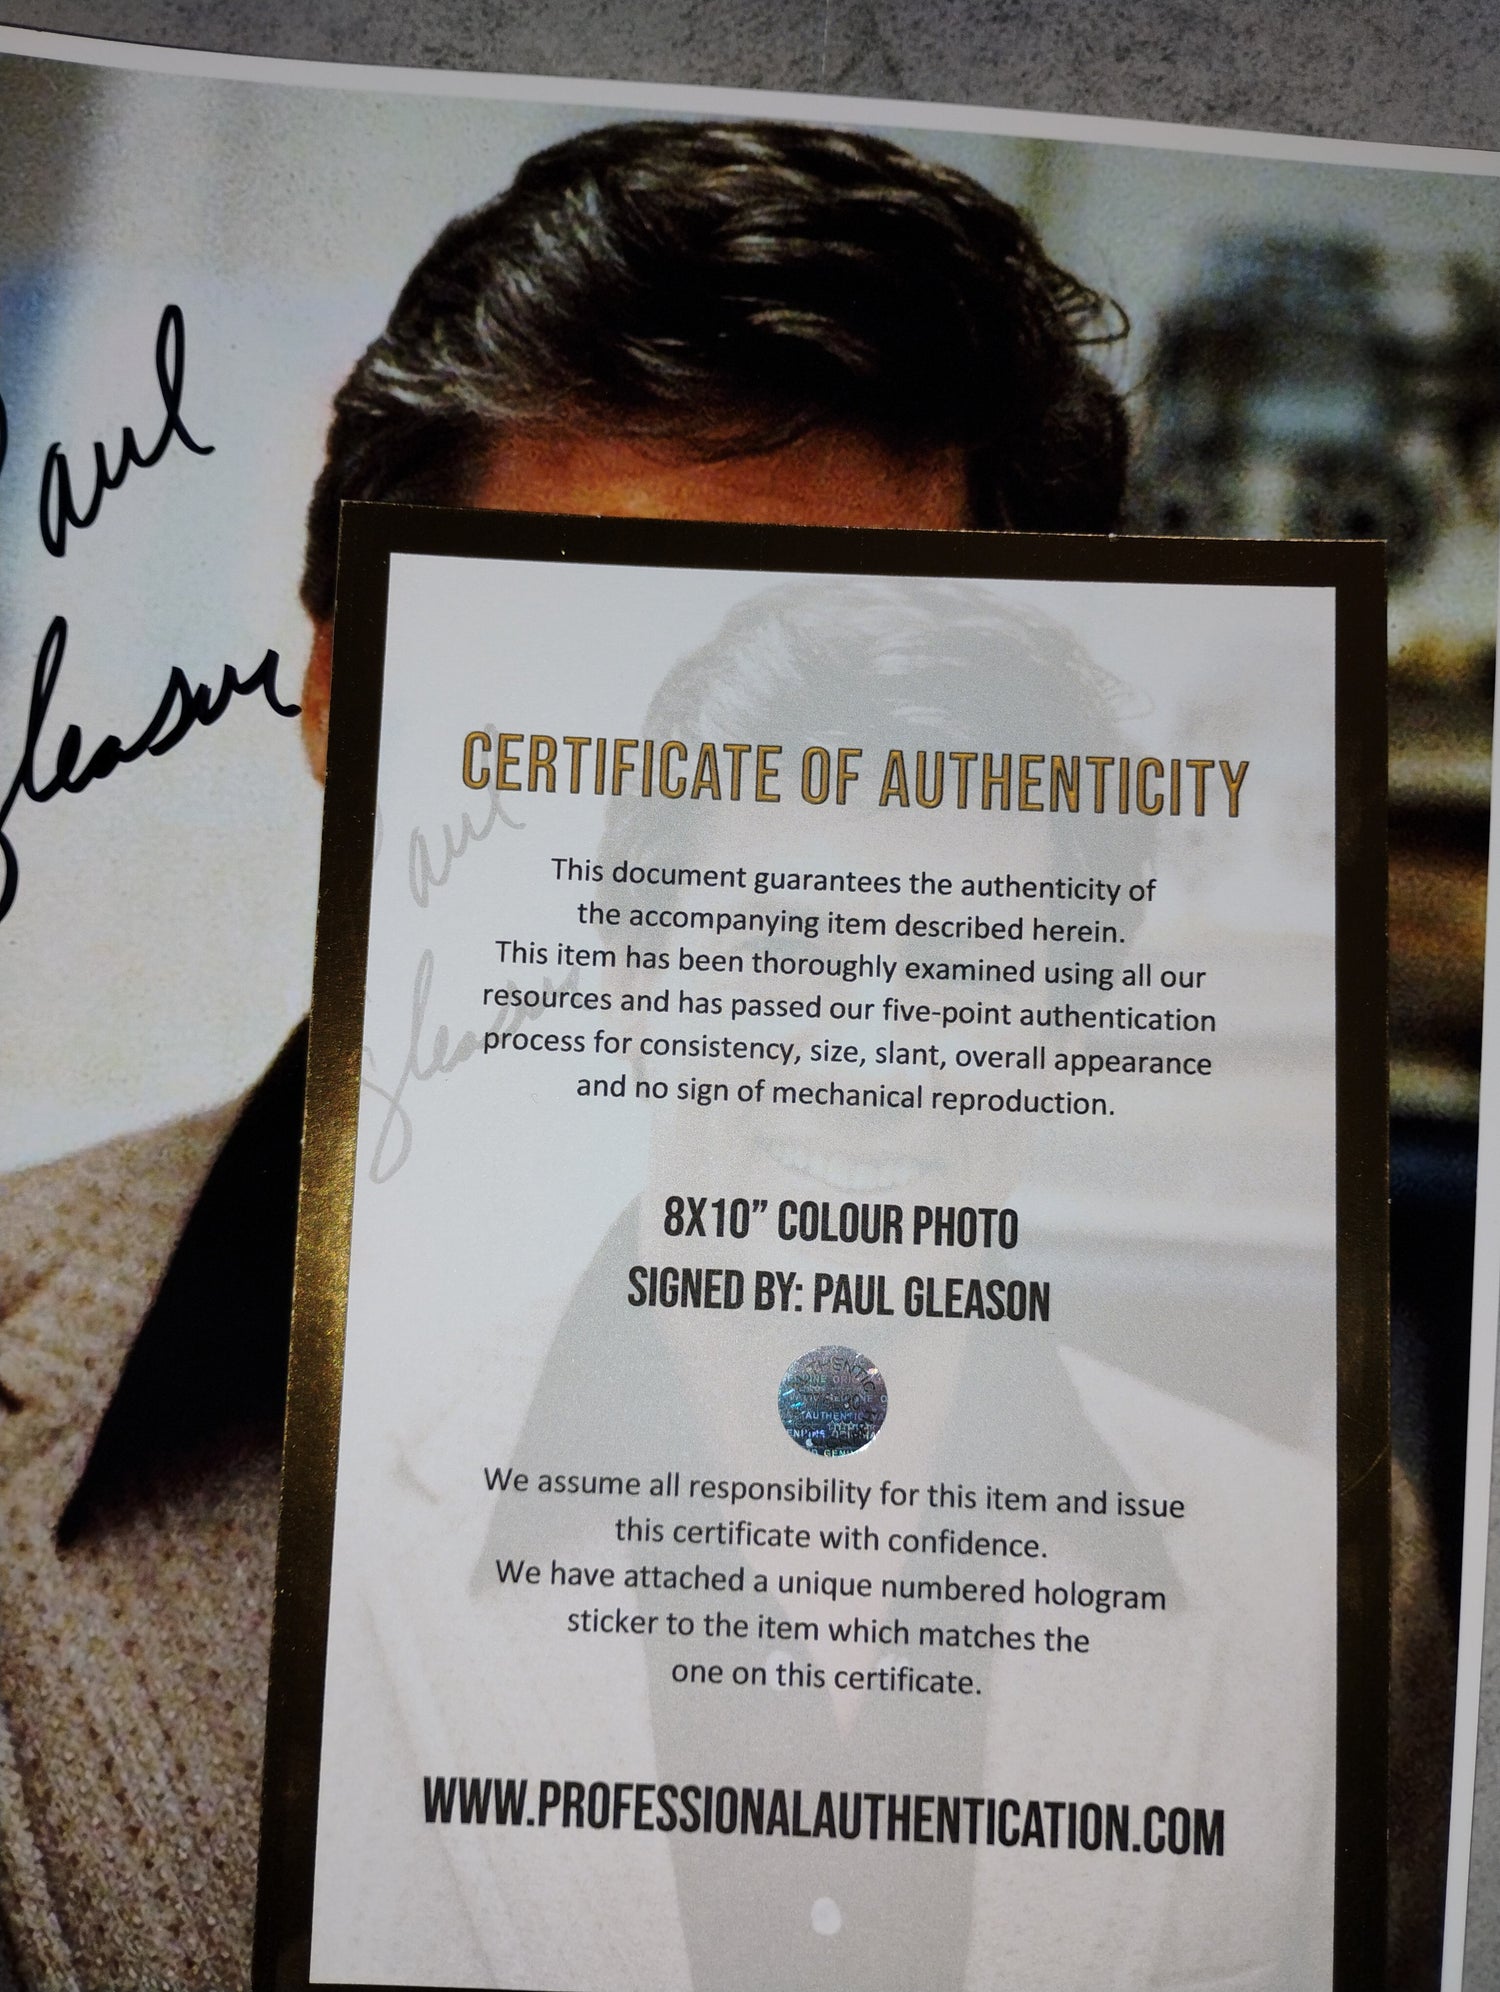 Paul
Gleason
CERTIFICATE OF AUTHENTICITY
This document guarantees the authenticity of
the accompanying item described herein.
This item has been thoroughly examined using all our
resources and has passed our five-point authentication
process for consistency, size, slant, overall appearance
and no sign of mechanical reproduction.
8X10” COLOUR PHOTO
SIGNED BY: PAUL GLEASON
AUTHENTIC
We assume all responsibility for this item and issue
this certificate with confidence.
We have attached a unique numbered hologram
sticker to the item which matches the
one on this certificate.
WWW.PROFESSIONALAUTHENTICATION.COM